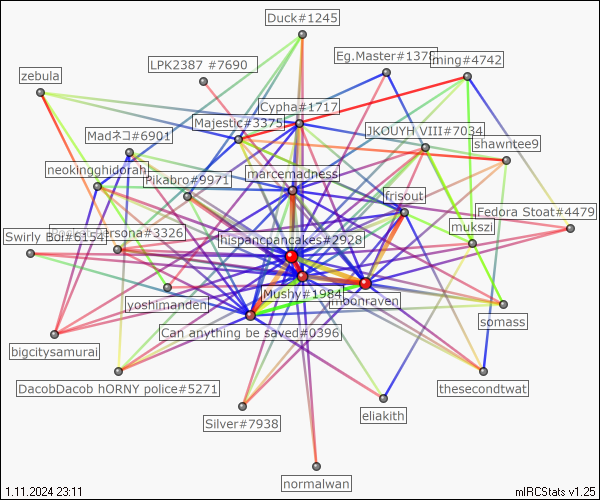 Duck#1245
Eg.Master#1378
ming#4742
LPK2387 #7690
zebula
Cypha#1717
Majestic#3375
JKOUYH VIII#7034
Madネコ#6901
shawntee9
neokingghidorah
Pikabro#9971
marcemadness
frisout
Fedora Stoat#4479
mukszi
Swirly Boi#6154
ersona#3326
hispancpancakes#2928
yoshimanden
Mushy#1984
moonraven
somass
Can anything be saved#0396
bigcitysamurai
DacobDacob hORNY police#5271
thesecondtwat
eliakith
Silver#7938
normalwan
1.11.2024 23:11
mIRCStats v1.25